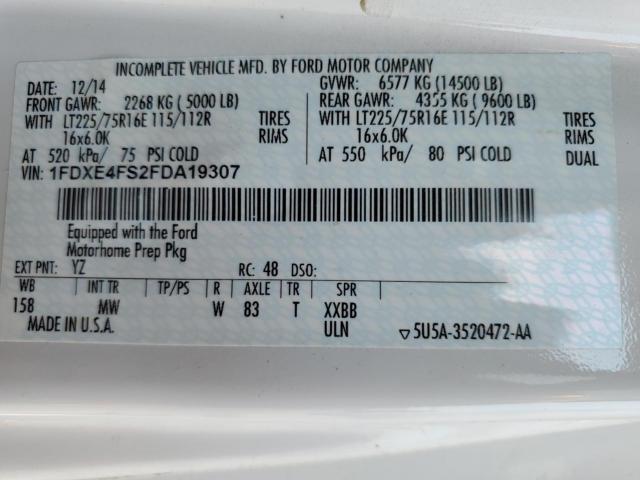 INCOMPLETE VEHICLE MFD. BY FORD MOTOR COMPANY
DATE: 12/14 GVWR: 6577 KG (14500 LB)
FRONT GAWR: 2268 KG (5000 LB) REAR GAWR: 4355 KG (9600 LB)
WITH LT225/75R16E 115/112R TIRES WITH LT225/75R16E 115/112R TIRES
16x6.0K RIMS 16x6.0K RIMS
AT 520 kPa/ 75 PSI COLD AT 550 kPa/ 80 PSI COLD DUAL
VIN: 1FDXE4FS2FDA19307
Equipped with the Ford
Motorhome Prep Pkg
EXT PNT: YZ RC: 48 DSO:
WB INT TR TP/PS R AXLE TR SPR
158 MW W 83 T XXBB
MADE IN U.S.A. ULN ▽5U5A-3520472-AA